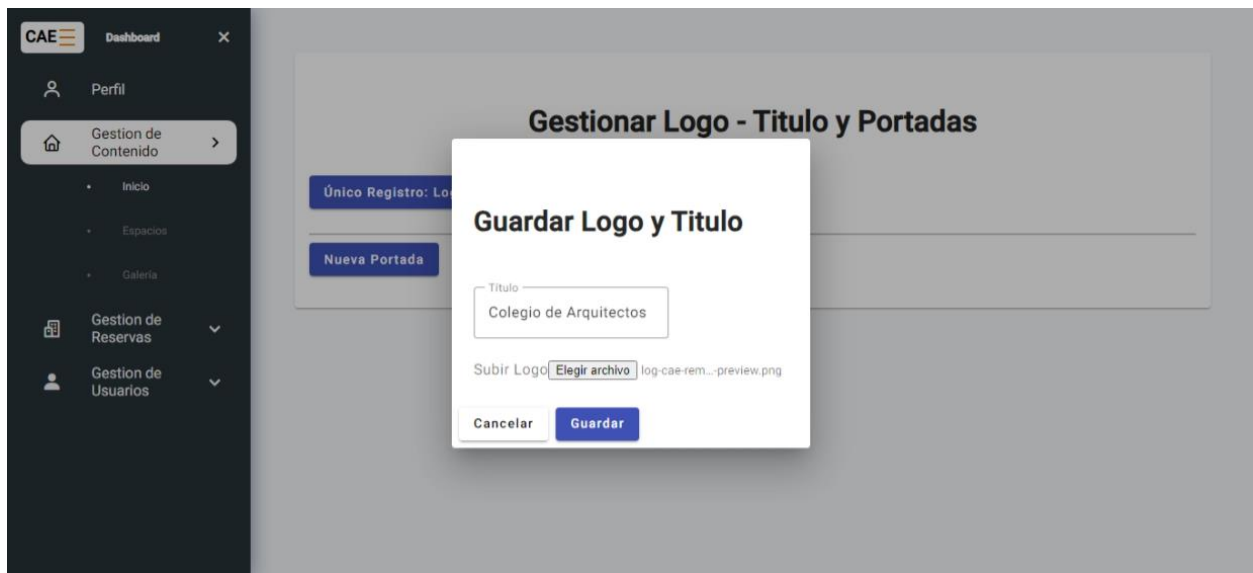 CAE
Dashboard
×
Perfil
Gestion de
Contenido
Inicio
Espacios
Galería
Gestion de
Reservas
Gestion de
Usuarios
Gestionar Logo - Titulo y Portadas
Único Registro: Lo
Nueva Portada
Guardar Logo y Titulo
Título
Colegio de Arquitectos
Subir Logo Elegir archivo log-cae-rem...-preview.png
Cancelar Guardar